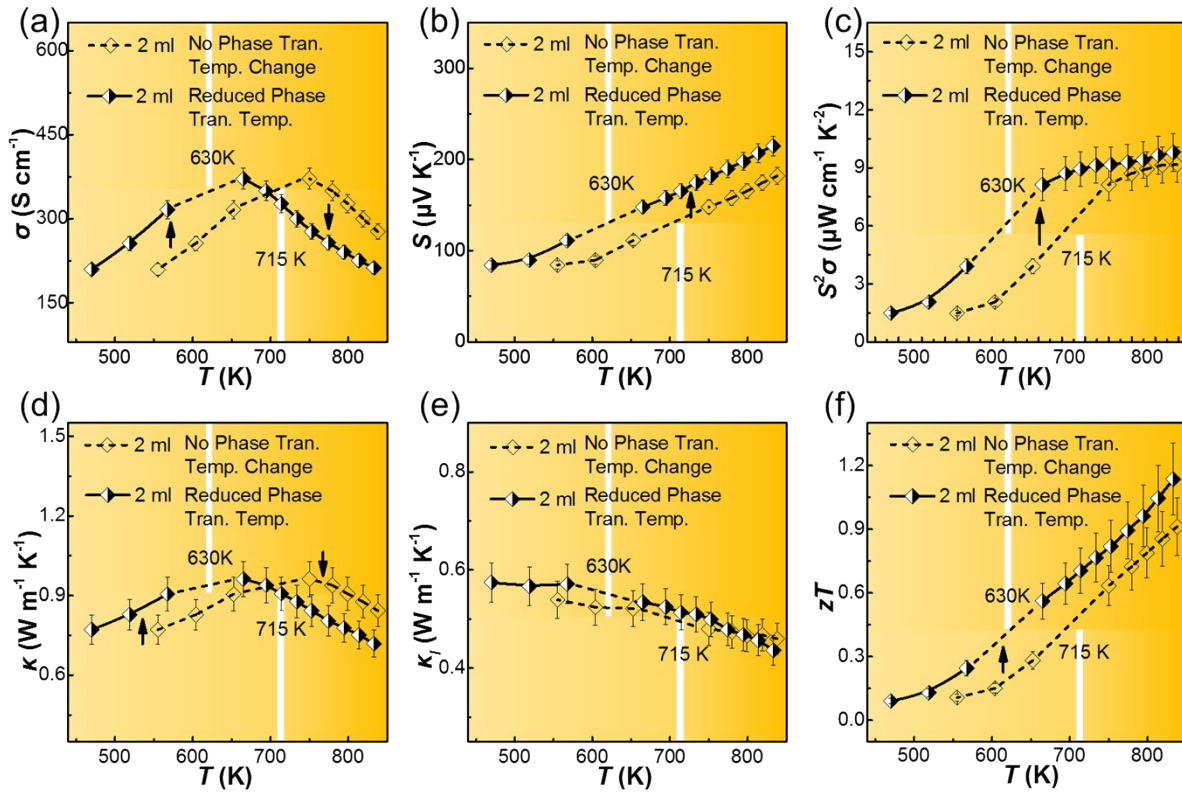 (a)
2 ml No Phase Tran.
Temp. Change
2 ml Reduced Phase
Tran. Temp.
600
450
300
150
σ (S cm⁻¹)
630K
715 K
500 600 700 800
T (K)
(b)
2 ml No Phase Tran.
Temp. Change
2 ml Reduced Phase
Tran. Temp.
300
200
100
0
S (µV K⁻¹)
630K
715 K
500 600 700 800
T (K)
(c)
2 ml No Phase Tran.
Temp. Change
2 ml Reduced Phase
Tran. Temp.
15
12
9
6
3
0
S²σ (µW cm⁻¹ K⁻²)
630K
715 K
500 600 700 800
T (K)
(d)
2 ml No Phase Tran.
Temp. Change
2 ml Reduced Phase
Tran. Temp.
1.5
1.2
0.9
0.6
κ (W m⁻¹ K⁻¹)
630K
715 K
500 600 700 800
T (K)
(e)
2 ml No Phase Tran.
Temp. Change
2 ml Reduced Phase
Tran. Temp.
0.8
0.6
0.4
κₗ (W m⁻¹ K⁻¹)
630K
715 K
500 600 700 800
T (K)
(f)
2 ml No Phase Tran.
Temp. Change
2 ml Reduced Phase
Tran. Temp.
1.2
0.9
0.6
0.3
0.0
zT
630K
715 K
500 600 700 800
T (K)